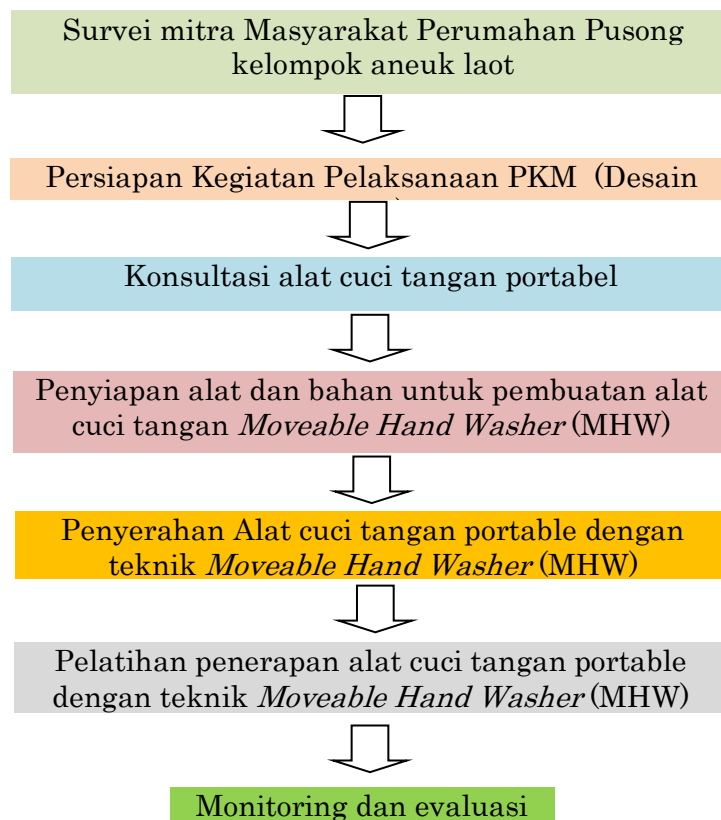 Survei mitra Masyarakat Perumahan Pusong
kelompok aneuk laot
Persiapan Kegiatan Pelaksanaan PKM (Desain
Konsultasi alat cuci tangan portabel
Penyiapan alat dan bahan untuk pembuatan alat
cuci tangan Moveable Hand Washer (MHW)
Penyerahan Alat cuci tangan portable dengan
teknik Moveable Hand Washer (MHW)
Pelatihan penerapan alat cuci tangan portable
dengan teknik Moveable Hand Washer (MHW)
Monitoring dan evaluasi